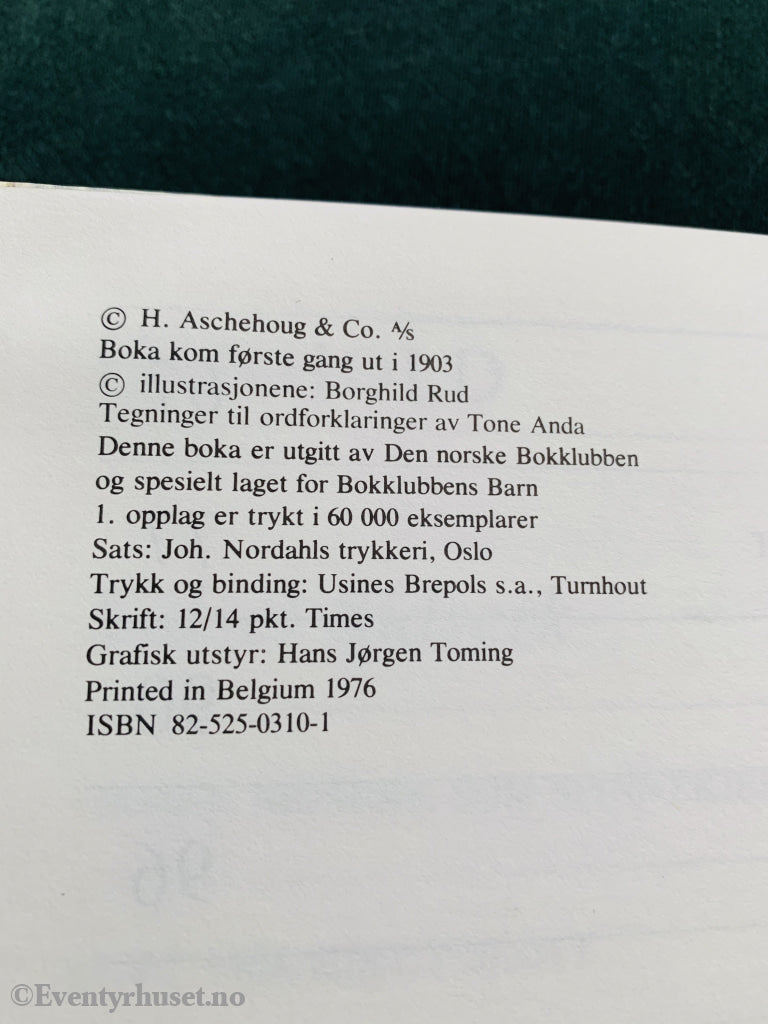 © H. Aschehoug & Co. A/s
Boka kom første gang ut i 1903
© illustrasjonene: Borghild Rud
Tegninger til ordforklaringer av Tone Anda
Denne boka er utgitt av Den norske Bokklubben
og spesielt laget for Bokklubbens Barn
1. opplag er trykt i 60 000 eksemplarer
Sats: Joh. Nordahls trykkeri, Oslo
Trykk og binding: Usines Brepols s.a., Turnhout
Skrift: 12/14 pkt. Times
Grafisk utstyr: Hans Jørgen Toming
Printed in Belgium 1976
ISBN 82-525-0310-1
96
©Eventyrhuset.no